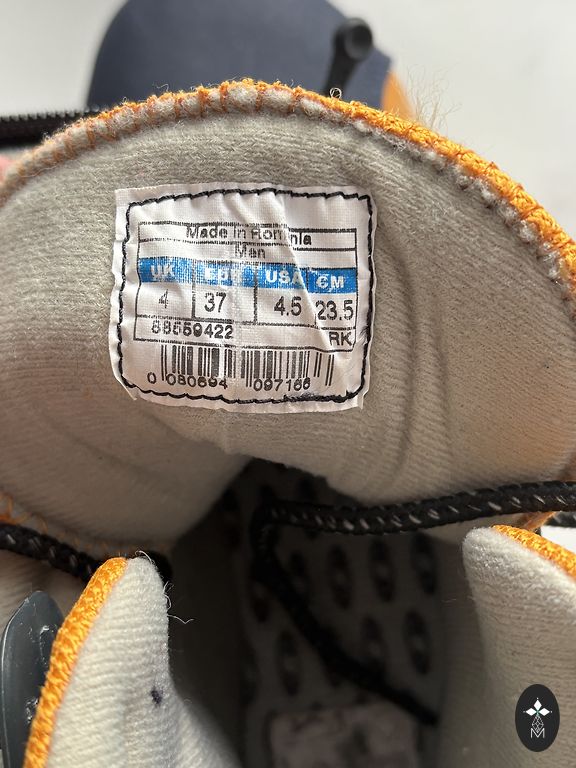 Made in Romania
Men
UK EUR USA CM
4 37 4.5 23.5
88559422 RK
0 080694 097166